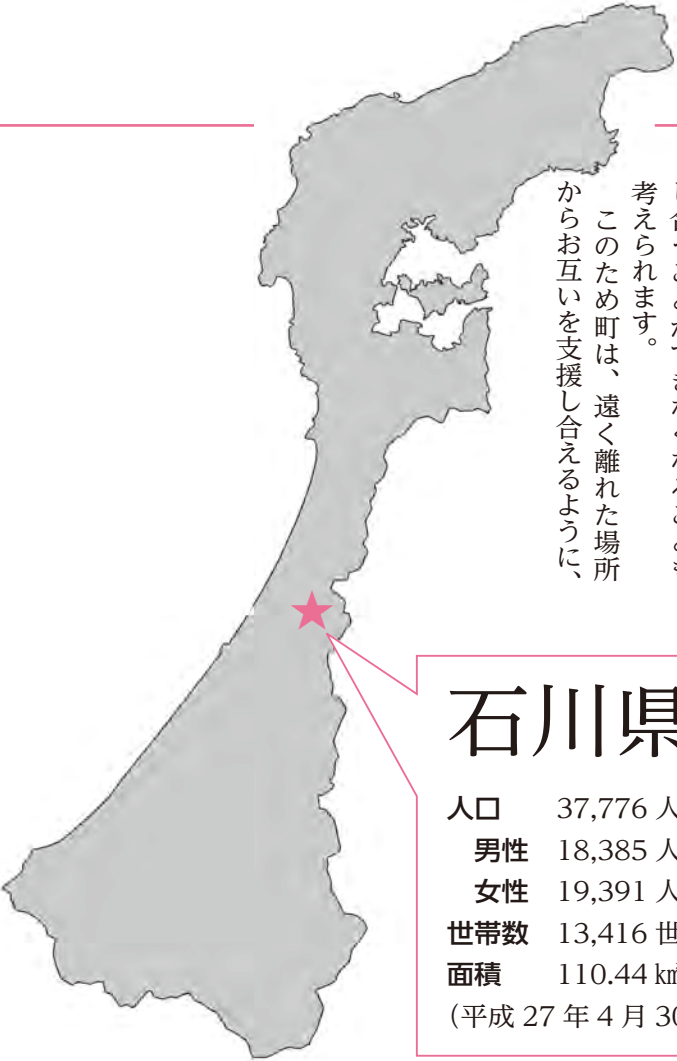 考えられます。
このため町は、遠く離れた場所
からお互いを支援し合えるように、
石川県
人口 37,776 人
男性 18,385 人
女性 19,391 人
世帯数 13,416 世
面積 110.44 ㎢
（平成 27 年 4 月 30